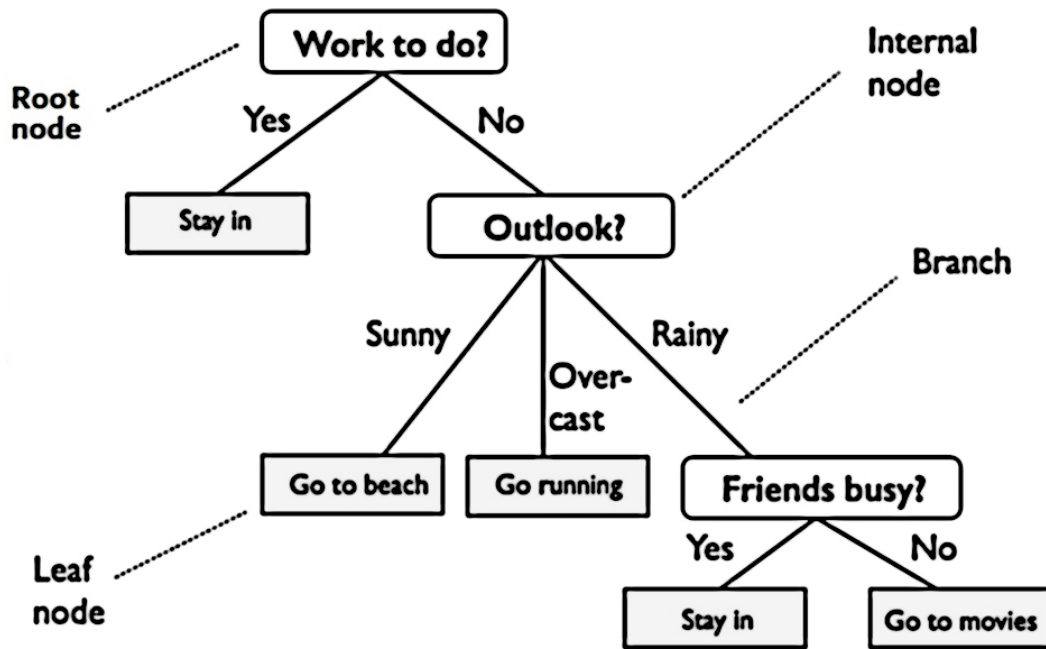 Work to do?
Internal
node
Root
node
Yes
No
Stay in
Outlook?
Branch
Sunny
Rainy
Over-
cast
Go to beach
Go running
Friends busy?
Yes
No
Leaf
node
Stay in
Go to movies